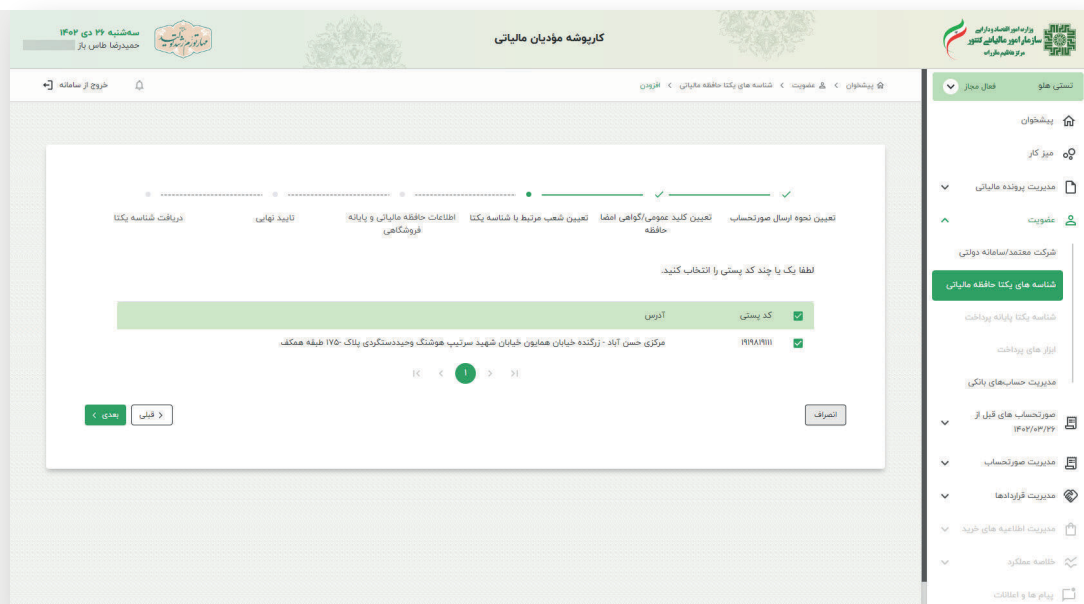 وزارت امور اقتصاد و دارایی
سازمان امور مالیاتی کشور
مرکز تنظیم مقررات
کارپوشه مؤدیان مالیاتی
سه‌شنبه ۲۶ دی ۱۴۰۲
حمیدرضا طاس باز
تستی هلو
فعال مجاز
پیشخوان > عضویت > شناسه های یکتا حافظه مالیاتی > افزودن
خروج از سامانه
پیشخوان
میز کار
مدیریت پرونده مالیاتی
عضویت
شرکت معتمد/سامانه دولتی
شناسه های یکتا حافظه مالیاتی
شناسه یکتا پایانه پرداخت
ابزار های پرداخت
مدیریت حساب‌های بانکی
صورتحساب های قبل از
۱۴۰۲/۰۳/۲۶
مدیریت صورتحساب
مدیریت قراردادها
مدیریت اطلاعیه های خرید
خلاصه عملکرد
پیام ها و اعلانات
تعیین نحوه ارسال صورتحساب
تعیین کلید عمومی/گواهی امضا
حافظه
تعیین شعب مرتبط با شناسه یکتا
اطلاعات حافظه مالیاتی و پایانه
فروشگاهی
تایید نهایی
دریافت شناسه یکتا
لطفا یک یا چند کد پستی را انتخاب کنید.
کد پستی آدرس
۱۹۱۹۸۱۹۱۱۱ مرکزی حسن آباد - زرگنده خیابان همایون خیابان شهید سرتیپ هوشنگ وحیددستگردی پلاک -۱۷۵ طبقه همکف
۱
انصراف
قبلی
بعدی